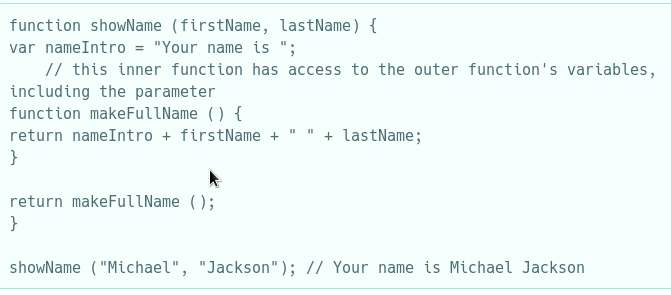 function showName (firstName, lastName) {
var nameIntro = "Your name is ";
    // this inner function has access to the outer function's variables,
including the parameter
function makeFullName () {
return nameIntro + firstName + " " + lastName;
}

return makeFullName ();
}

showName ("Michael", "Jackson"); // Your name is Michael Jackson